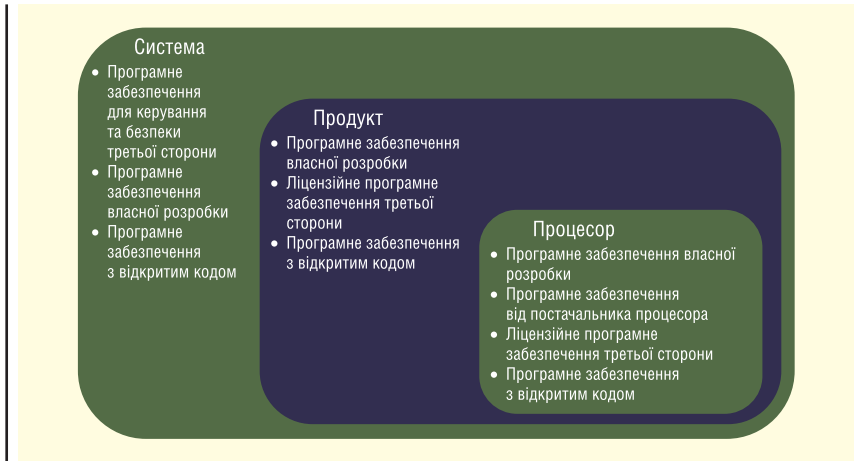 Система
• Програмне
забезпечення
для керування
та безпеки
третьої сторони
• Програмне
забезпечення
власної розробки
• Програмне
забезпечення
з відкритим кодом
Продукт
• Програмне забезпечення
власної розробки
• Ліцензійне програмне
забезпечення третьої
сторони
• Програмне забезпечення
з відкритим кодом
Процесор
• Програмне забезпечення власної
розробки
• Програмне забезпечення
від постачальника процесора
• Ліцензійне програмне
забезпечення третьої сторони
• Програмне забезпечення
з відкритим кодом